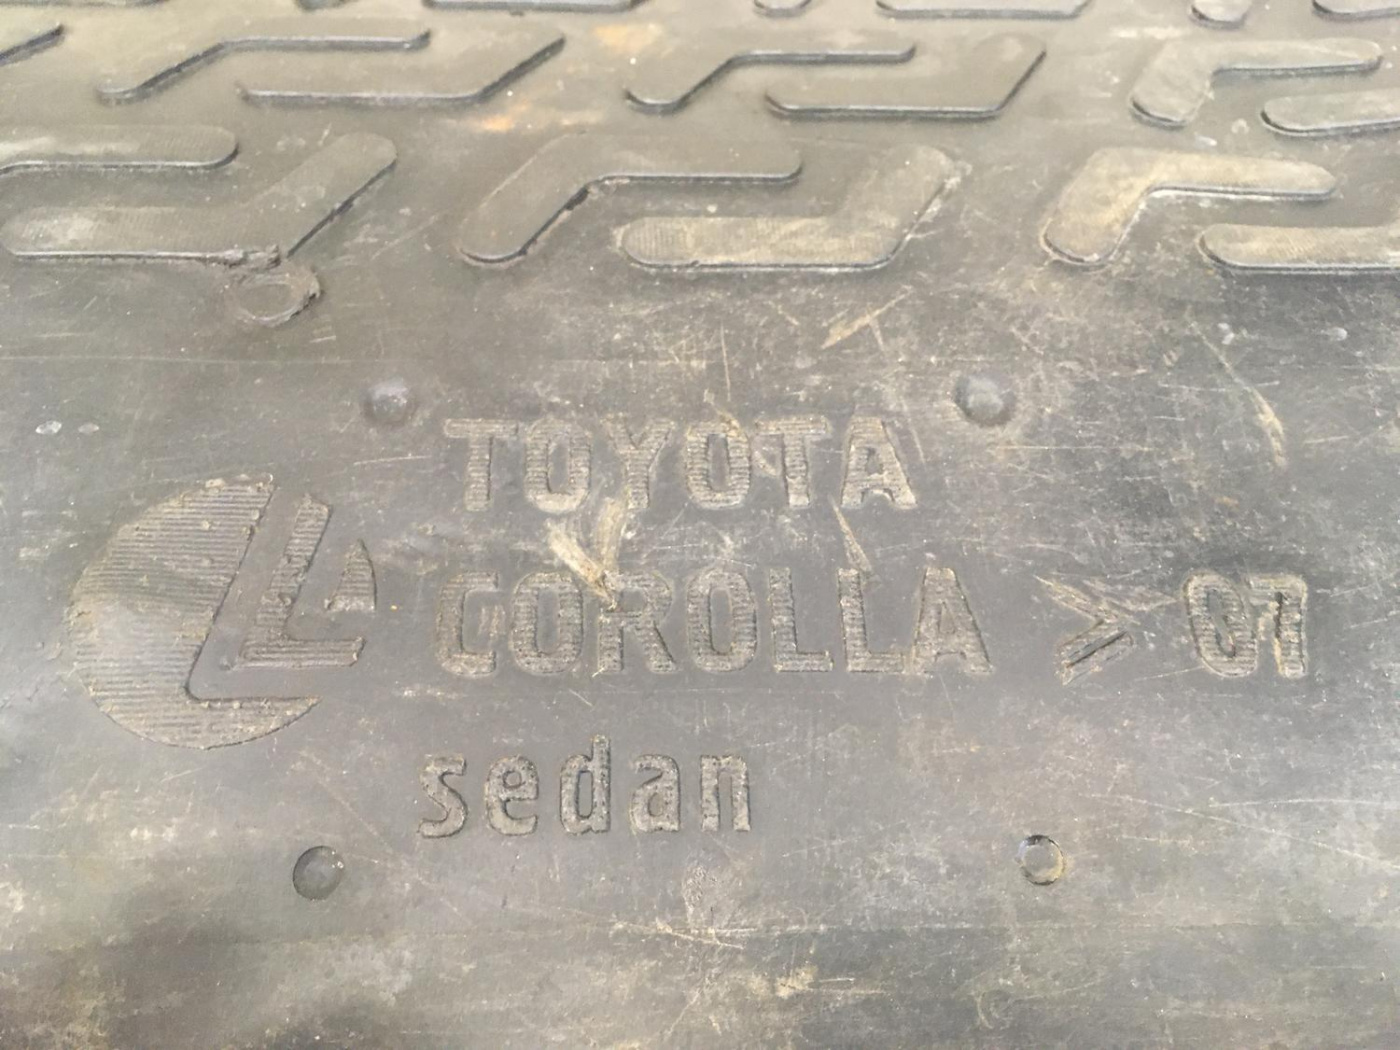 TOYOTA
COROLLA > 07
sedan